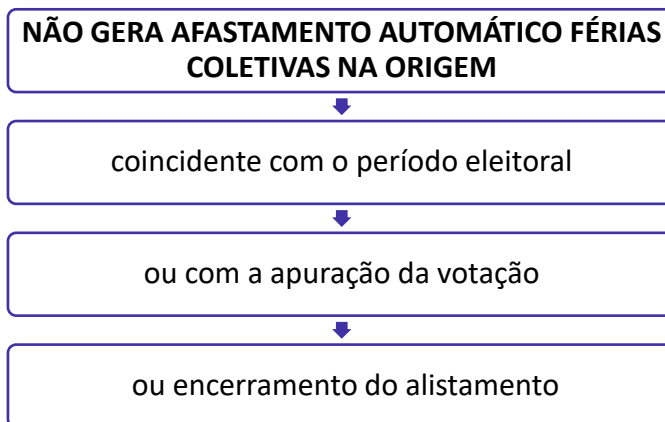 NÃO GERA AFASTAMENTO AUTOMÁTICO FÉRIAS
COLETIVAS NA ORIGEM
coincidente com o período eleitoral
ou com a apuração da votação
ou encerramento do alistamento